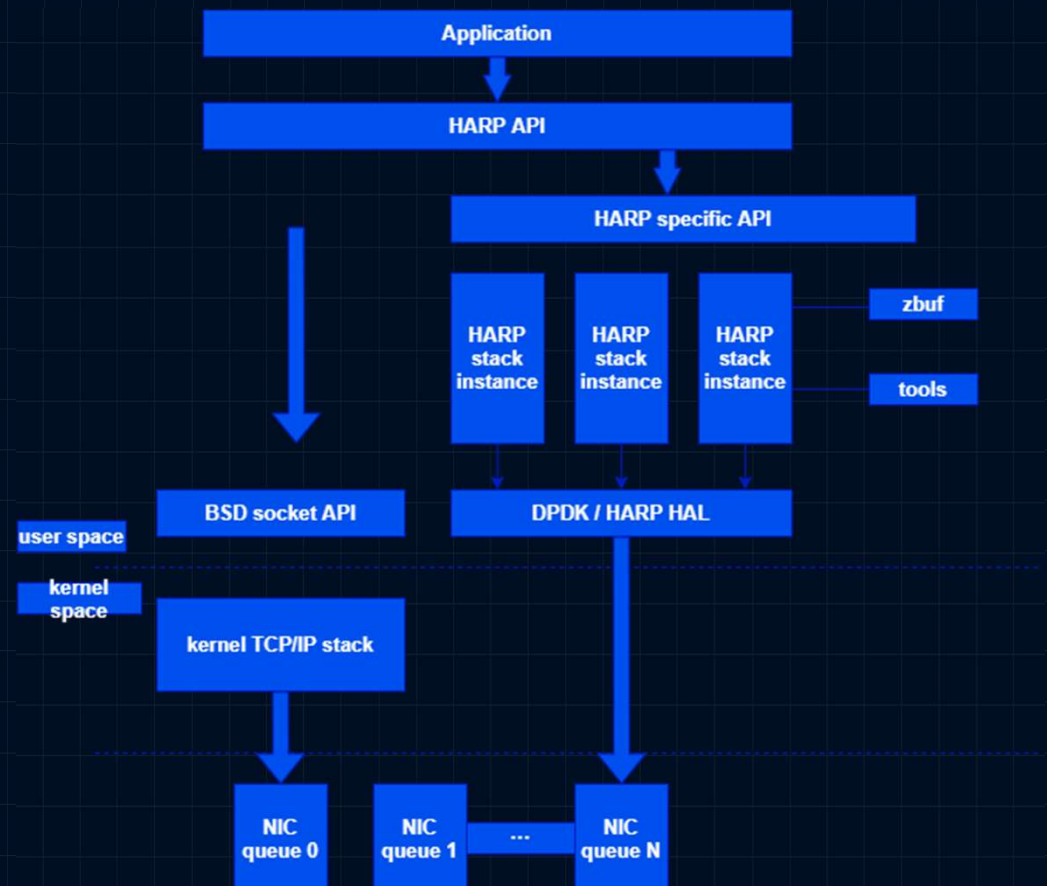 Application
HARP API
HARP specific API
HARP
stack
instance
HARP
stack
instance
HARP
stack
instance
zbuf
tools
BSD socket API
DPDK / HARP HAL
user space
kernel
space
kernel TCP/IP stack
NIC
queue 0
NIC
queue 1
...
NIC
queue N